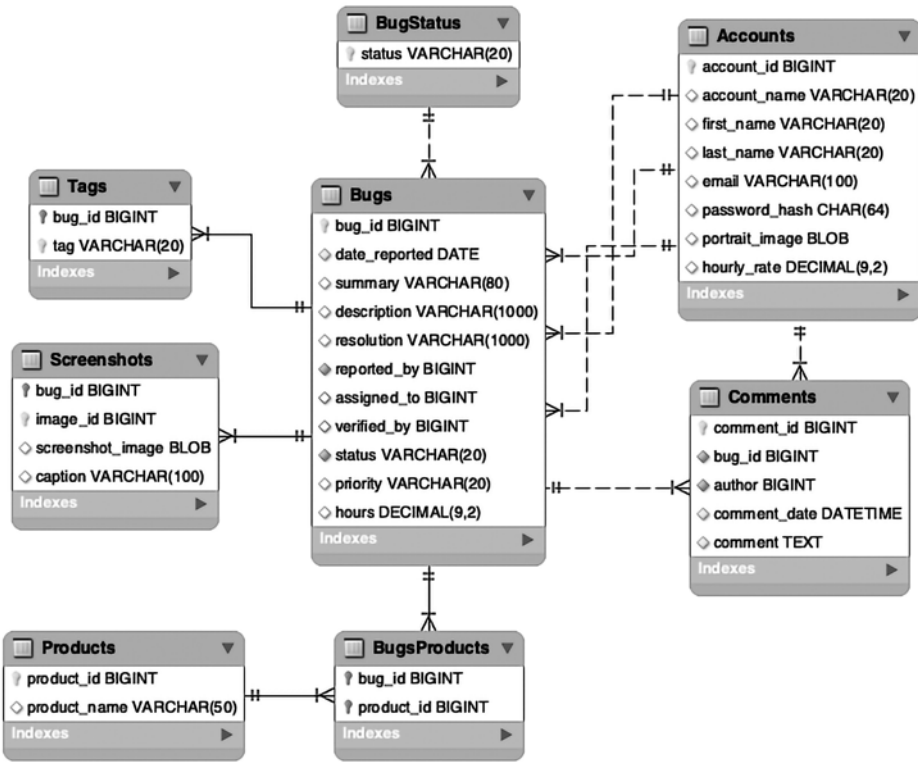 BugStatus
status VARCHAR(20)
Indexes
Accounts
account_id BIGINT
account_name VARCHAR(20)
first_name VARCHAR(20)
last_name VARCHAR(20)
email VARCHAR(100)
password_hash CHAR(64)
portrait_image BLOB
hourly_rate DECIMAL(9,2)
Indexes
Tags
bug_id BIGINT
tag VARCHAR(20)
Indexes
Bugs
bug_id BIGINT
date_reported DATE
summary VARCHAR(80)
description VARCHAR(1000)
resolution VARCHAR(1000)
reported_by BIGINT
assigned_to BIGINT
verified_by BIGINT
status VARCHAR(20)
priority VARCHAR(20)
hours DECIMAL(9,2)
Indexes
Screenshots
bug_id BIGINT
image_id BIGINT
screenshot_image BLOB
caption VARCHAR(100)
Indexes
Comments
comment_id BIGINT
bug_id BIGINT
author BIGINT
comment_date DATETIME
comment TEXT
Indexes
Products
product_id BIGINT
product_name VARCHAR(50)
Indexes
BugsProducts
bug_id BIGINT
product_id BIGINT
Indexes